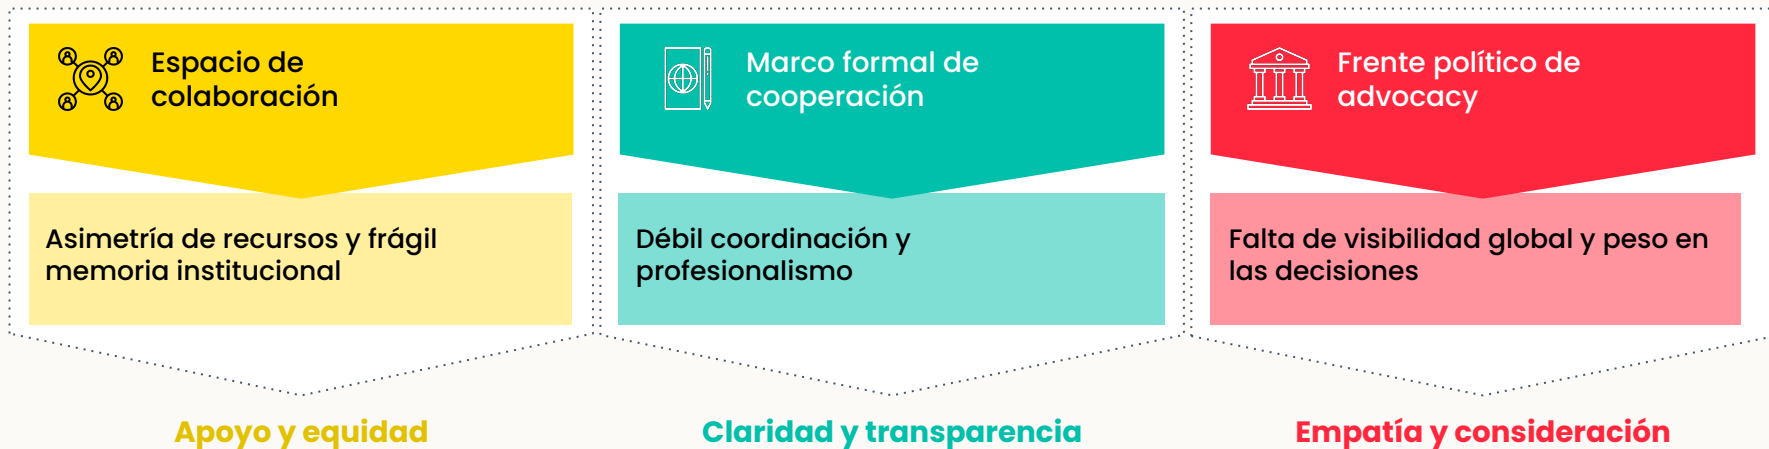 Espacio de
colaboración
Asimetría de recursos y frágil
memoria institucional
Apoyo y equidad
Marco formal de
cooperación
Débil coordinación y
profesionalismo
Claridad y transparencia
Frente político de
advocacy
Falta de visibilidad global y peso en
las decisiones
Empatía y consideración